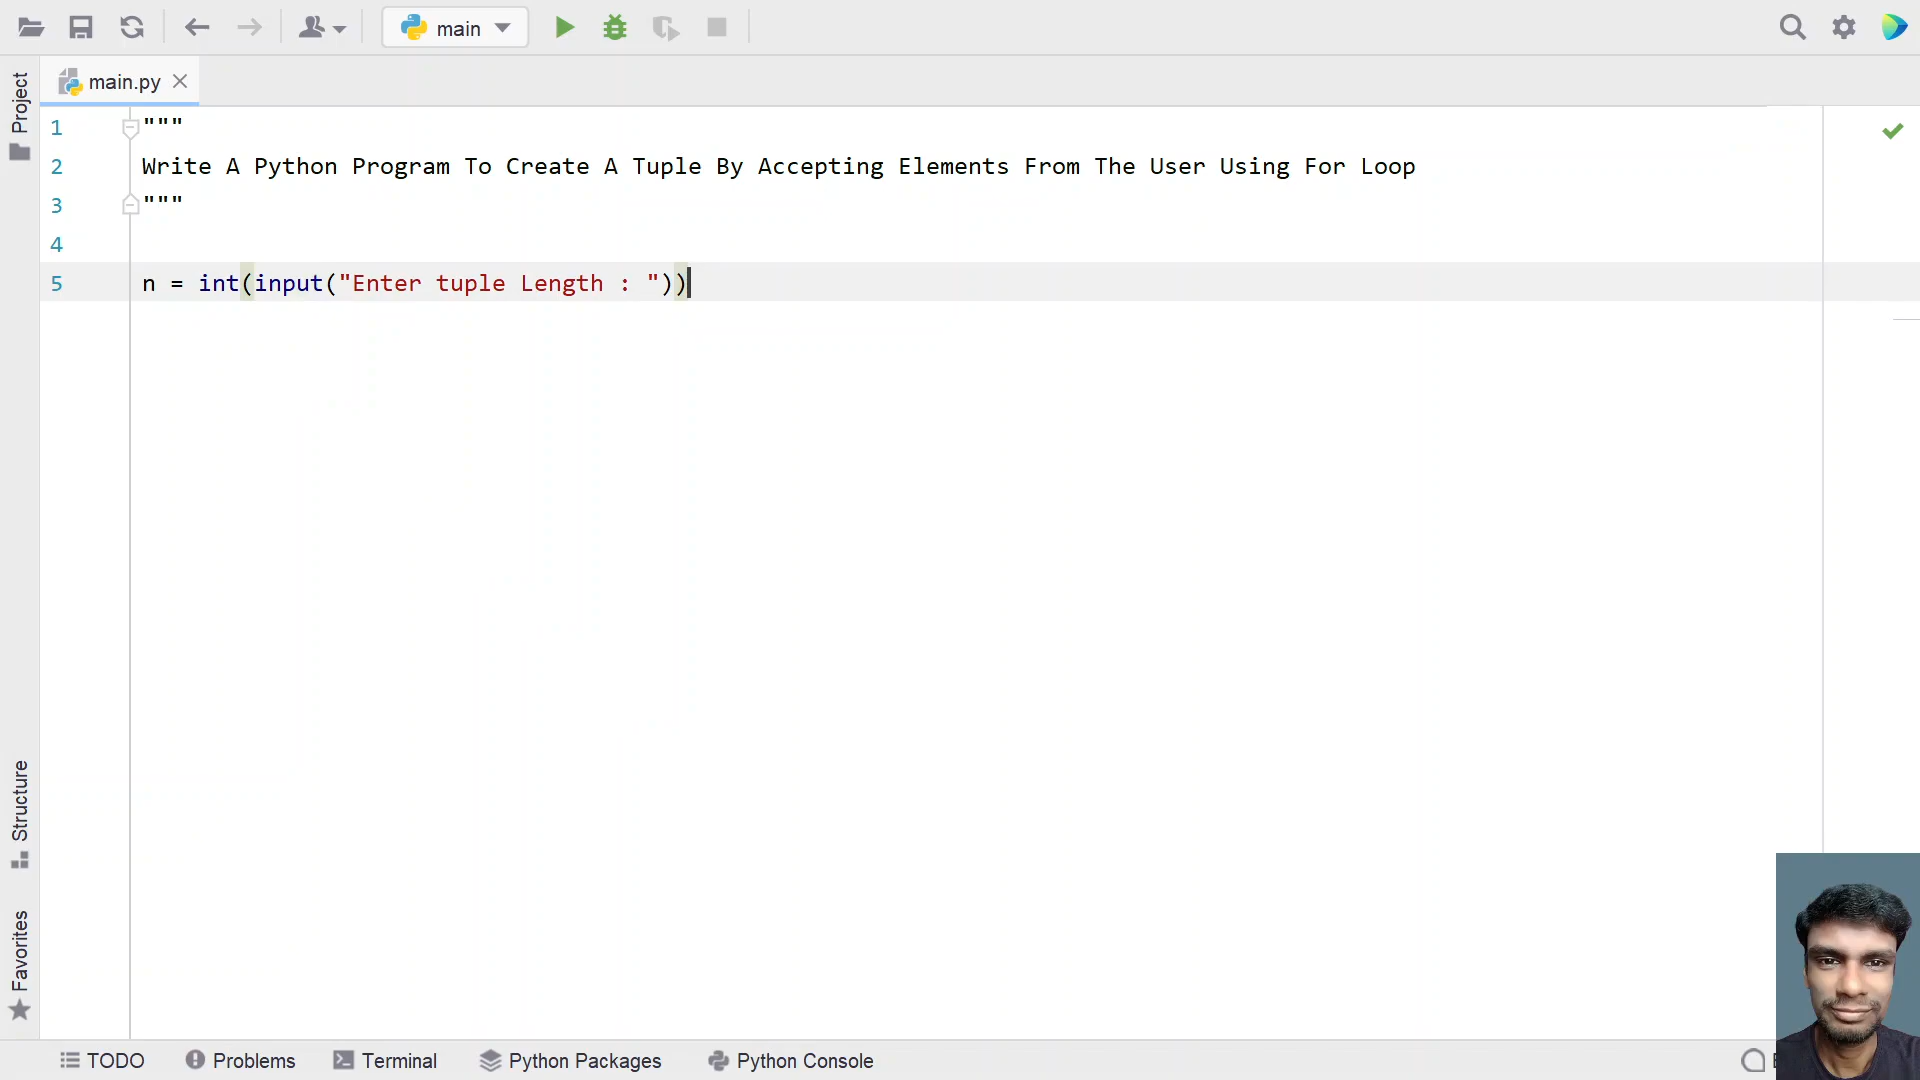 main
main.py
Project
1 """
2 Write A Python Program To Create A Tuple By Accepting Elements From The User Using For Loop
3 """
4
5 n = int(input("Enter tuple Length : "))
Structure
Favorites
TODO Problems Terminal Python Packages Python Console